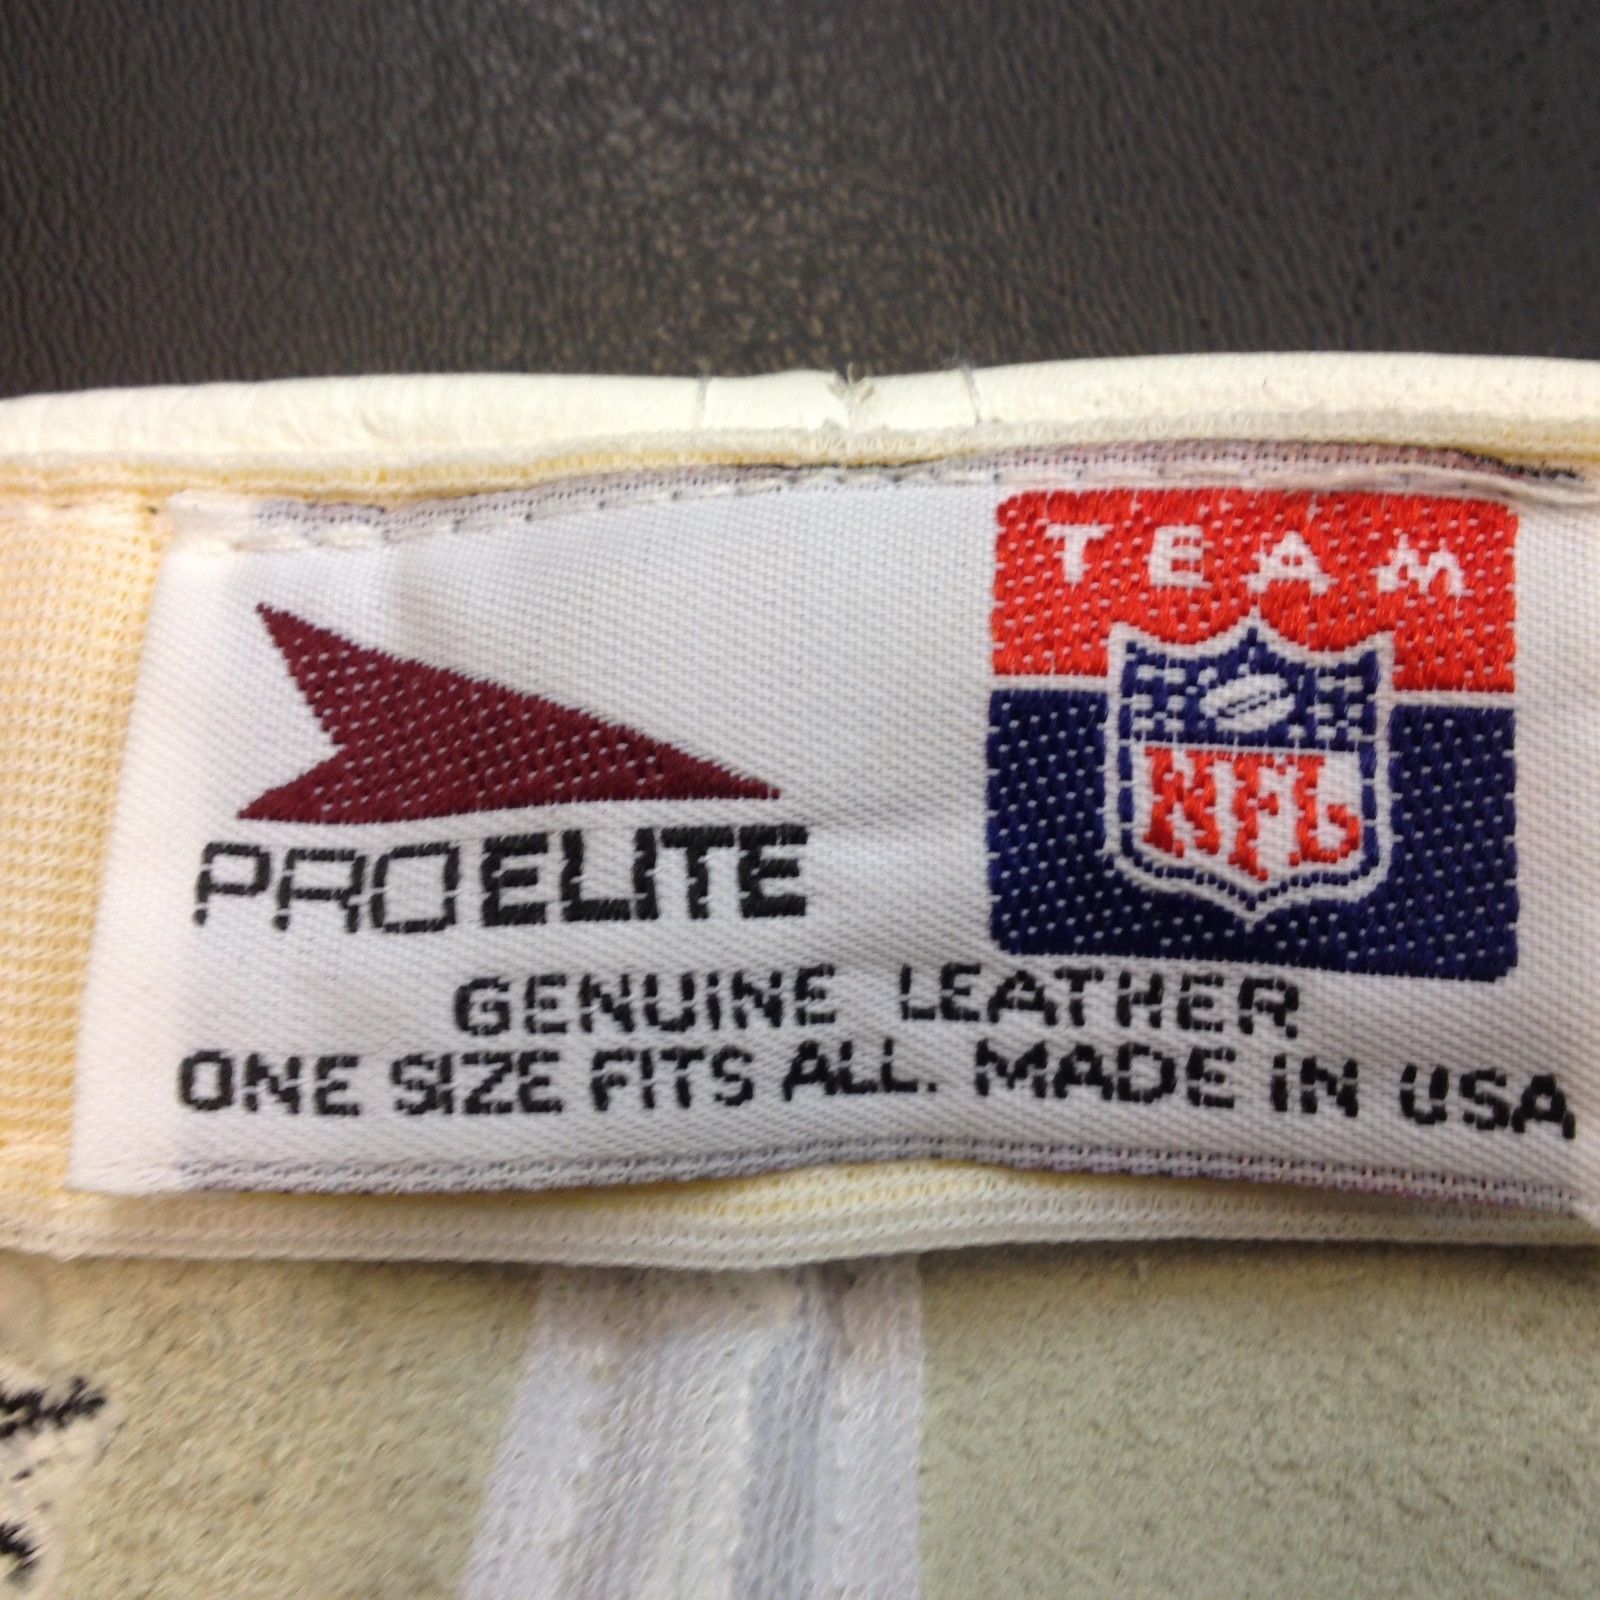 TEAM
NFL
PROELITE
GENUINE LEATHER
ONE SIZE FITS ALL. MADE IN USA